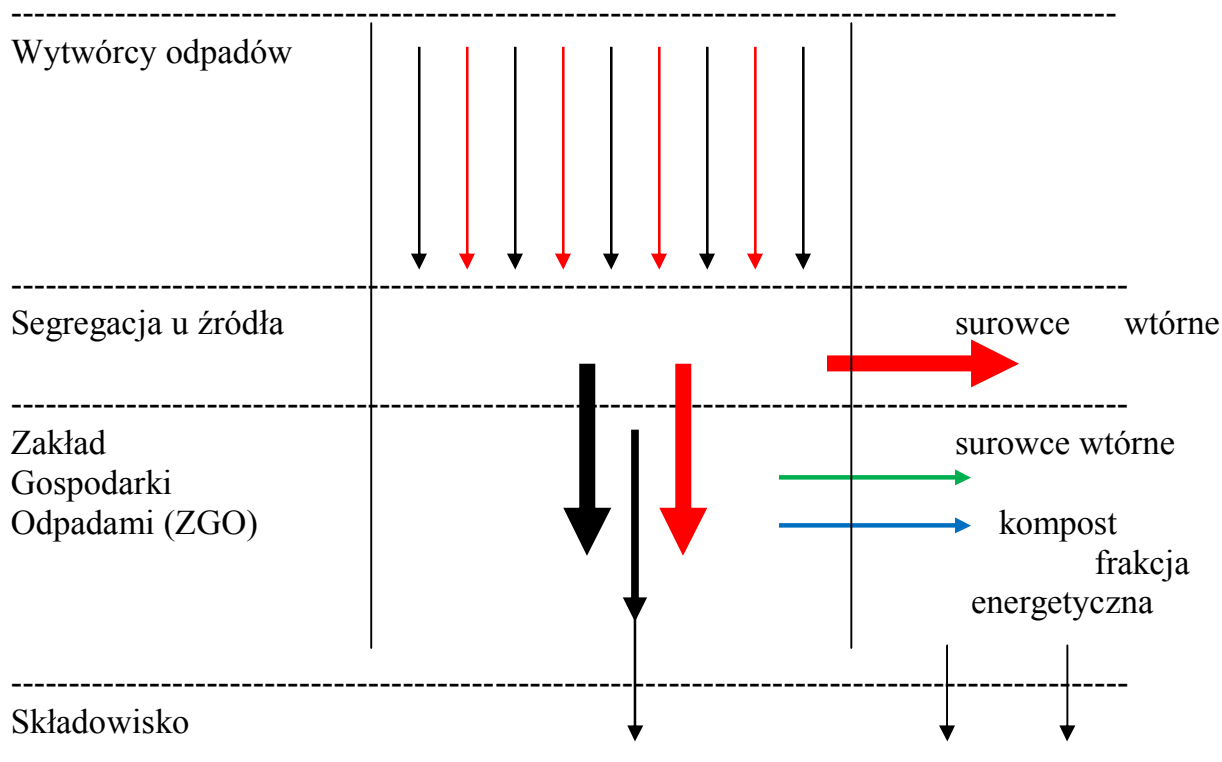 Wytwórcy odpadów
Segregacja u źródła surowce wtórne
Zakład surowce wtórne
Gospodarki
Odpadami (ZGO) kompost
frakcja
energetyczna
Składowisko